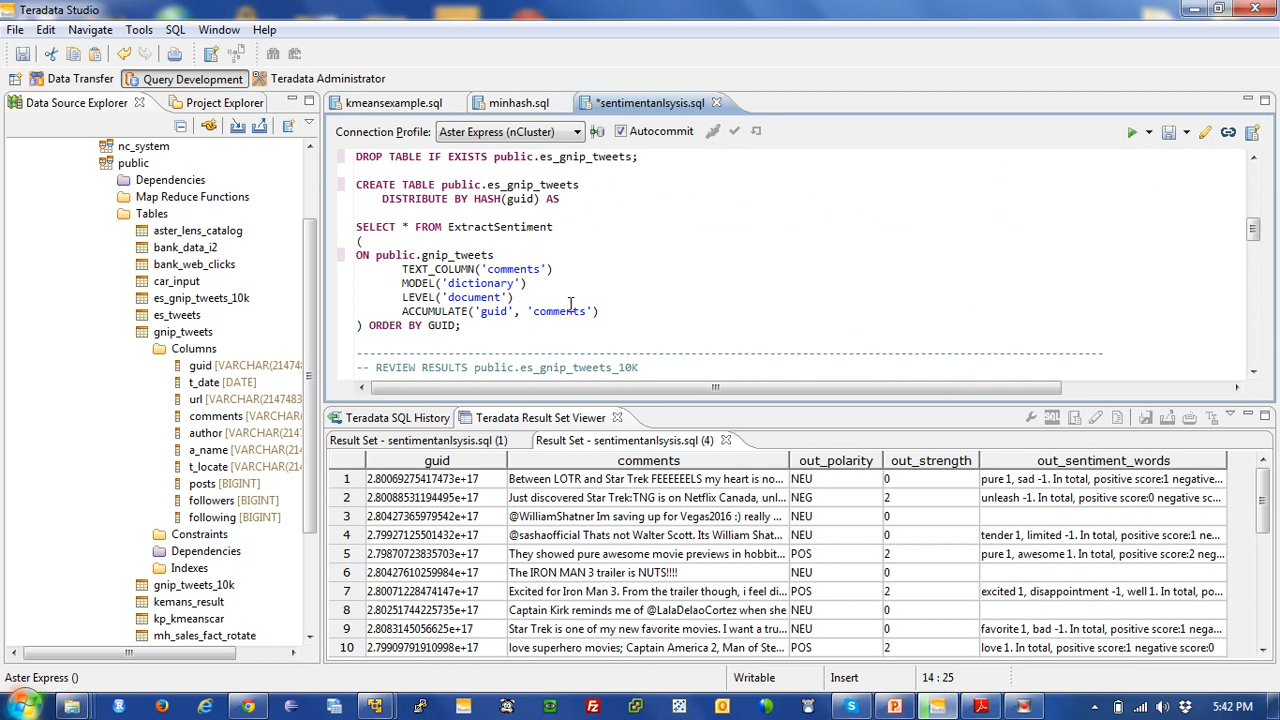 Teradata Studio
File Edit Navigate Tools SQL Window Help
Data Transfer Query Development Teradata Administrator
Data Source Explorer Project Explorer
nc_system
public
Dependencies
Map Reduce Functions
Tables
aster_lens_catalog
bank_data_i2
bank_web_clicks
car_input
es_gnip_tweets_10k
es_tweets
gnip_tweets
Columns
guid [VARCHAR(2147483
t_date [DATE]
url [VARCHAR(2147483
comments [VARCHAR(214
author [VARCHAR(2147
a_name [VARCHAR(214
t_locate [VARCHAR(214
posts [BIGINT]
followers [BIGINT]
following [BIGINT]
Constraints
Dependencies
Indexes
gnip_tweets_10k
kemans_result
kp_kmeanscar
mh_sales_fact_rotate
kmeansexample.sql minhash.sql *sentimentanlsysis.sql
Connection Profile: Aster Express (nCluster) Autocommit
DROP TABLE IF EXISTS public.es_gnip_tweets;
CREATE TABLE public.es_gnip_tweets
DISTRIBUTE BY HASH(guid) AS
SELECT * FROM ExtractSentiment
(
ON public.gnip_tweets
TEXT_COLUMN('comments')
MODEL('dictionary')
LEVEL('document')
ACCUMULATE('guid', 'comments')
) ORDER BY GUID;
--------------------------------------------------------------------------------
-- REVIEW RESULTS public.es_gnip_tweets_10K
Teradata SQL History Teradata Result Set Viewer
Result Set - sentimentanlsysis.sql (1) Result Set - sentimentanlsysis.sql (4)
guid comments out_polarity out_strength out_sentiment_words
1 2.80069275417473e+17 Between LOTR and Star Trek FEEEEEELS my heart is no... NEU 0 pure 1, sad -1. In total, positive score:1 negative s...
2 2.80088531194495e+17 Just discovered Star Trek:TNG is on Netflix Canada, unl... NEG 2 unleash -1. In total, positive score:0 negative sc...
3 2.80427365979542e+17 @WilliamShatner Im saving up for Vegas2016 :) really ... NEU 0
4 2.79927125501432e+17 @sashaofficial Thats not Walter Scott. Its William Shat... NEU 0 tender 1, limited -1. In total, positive score:1 ne...
5 2.79870723835703e+17 They showed pure awesome movie previews in hobbit... POS 2 pure 1, awesome 1. In total, positive score:2 neg...
6 2.80427610259984e+17 The IRON MAN 3 trailer is NUTS!!!! NEU 0
7 2.80071228474147e+17 Excited for Iron Man 3. From the trailer though, i feel di... POS 2 excited 1, disappointment -1, well 1. In total, po...
8 2.80251744225735e+17 Captain Kirk reminds me of @LalaDelaoCortez when she NEU 0
9 2.8083145056625e+17 Star Trek is one of my new favorite movies. I want a tru... NEU 0 favorite 1, bad -1. In total, positive score:1 nega...
10 2.79909791910998e+17 love superhero movies; Captain America 2, Man of Ste... POS 2 love 1. In total, positive score:1 negative score:0
Aster Express () Writable Insert 14 : 25
5:42 PM